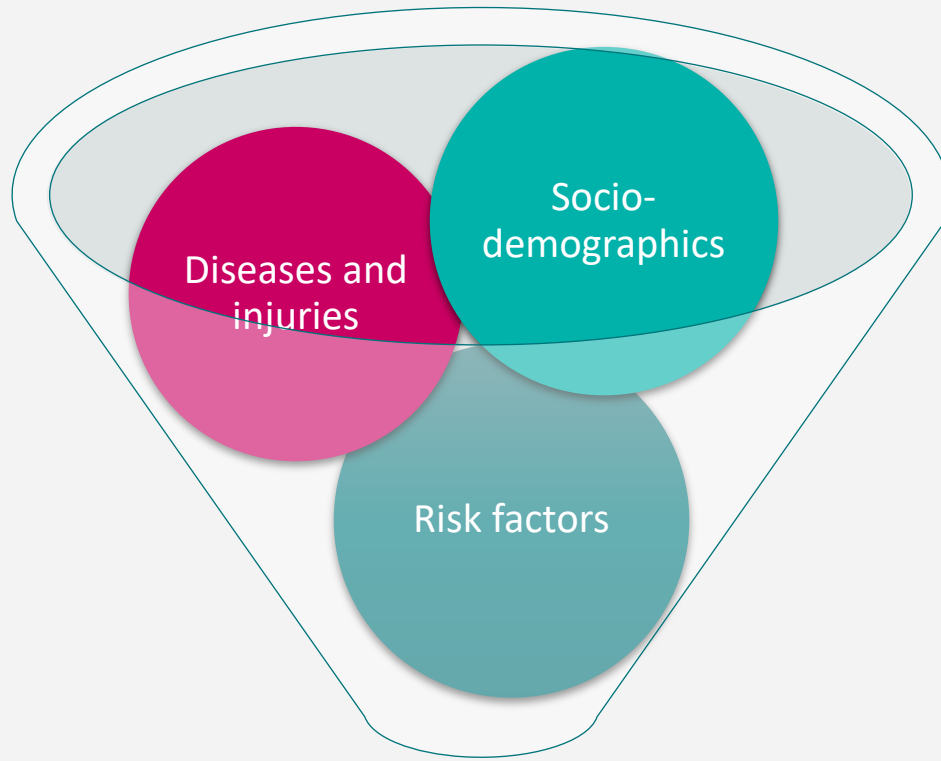 Diseases and
injuries
Socio-
demographics
Risk factors